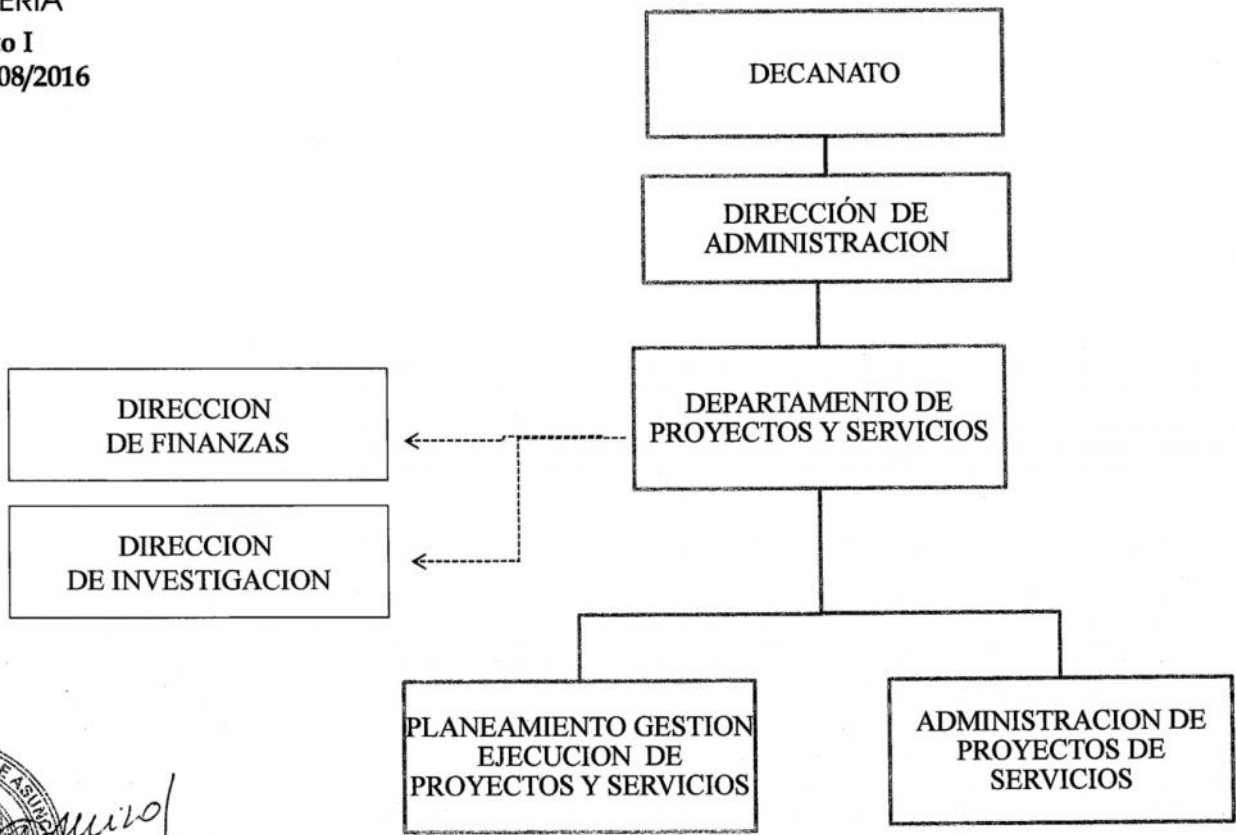 DECANATO
DIRECCIÓN DE
ADMINISTRACION
DEPARTAMENTO DE
PROYECTOS Y SERVICIOS
DIRECCION
DE FINANZAS
DIRECCION
DE INVESTIGACION
PLANEAMIENTO GESTION
EJECUCION DE
PROYECTOS Y SERVICIOS
ADMINISTRACION DE
PROYECTOS DE
SERVICIOS
08/2016